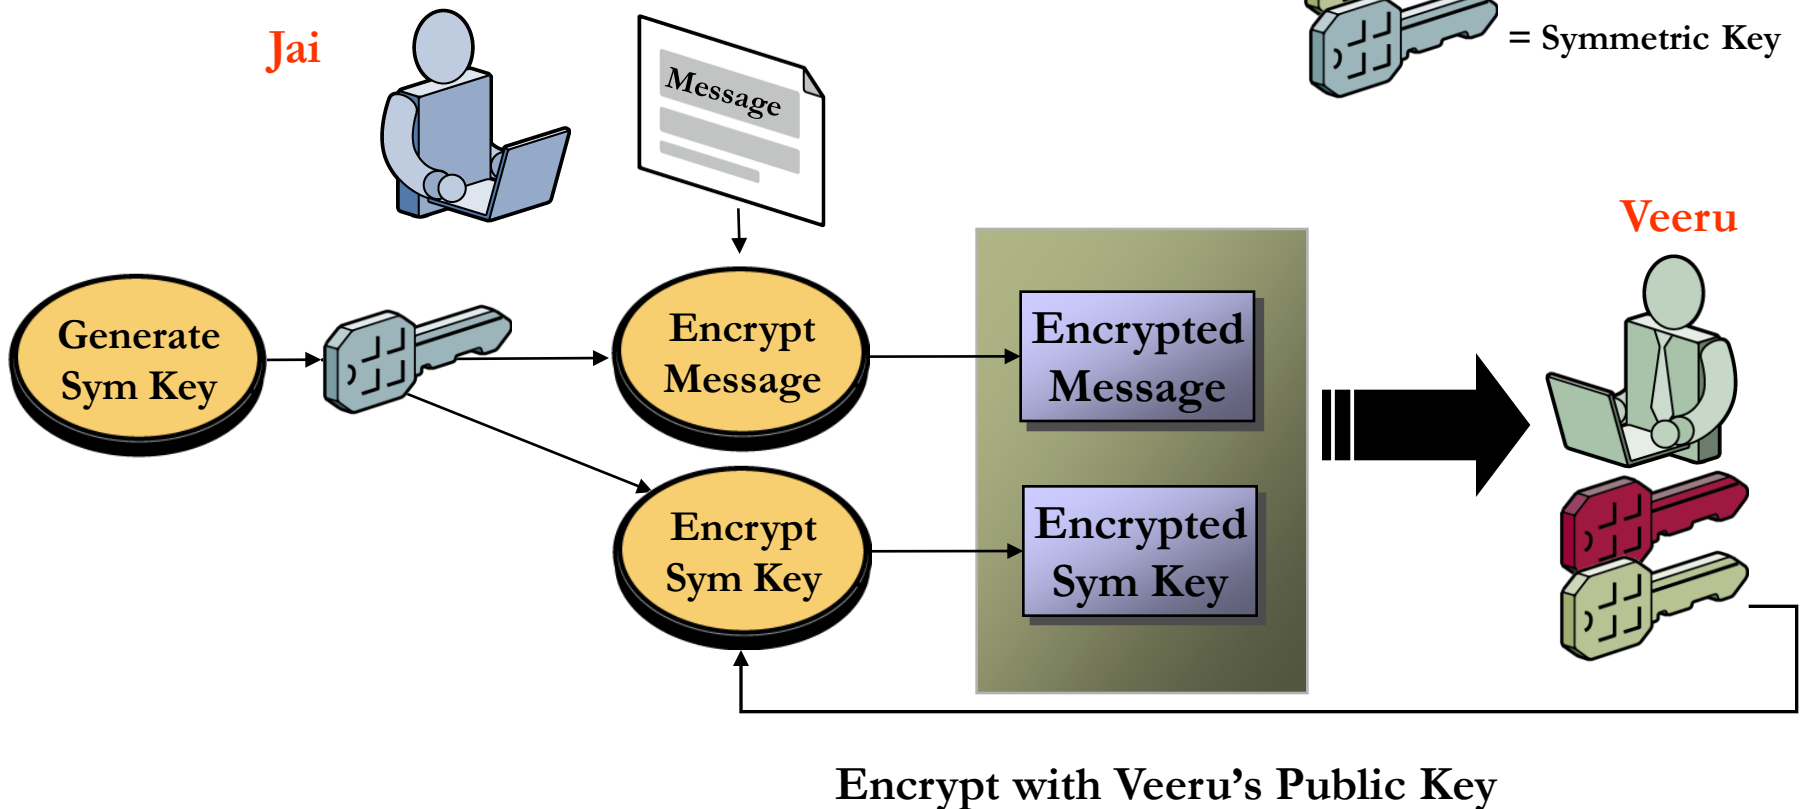 Jai
Message
= Symmetric Key
Veeru
Generate
Sym Key
Encrypt
Message
Encrypted
Message
Encrypt
Sym Key
Encrypted
Sym Key
Encrypt with Veeru’s Public Key